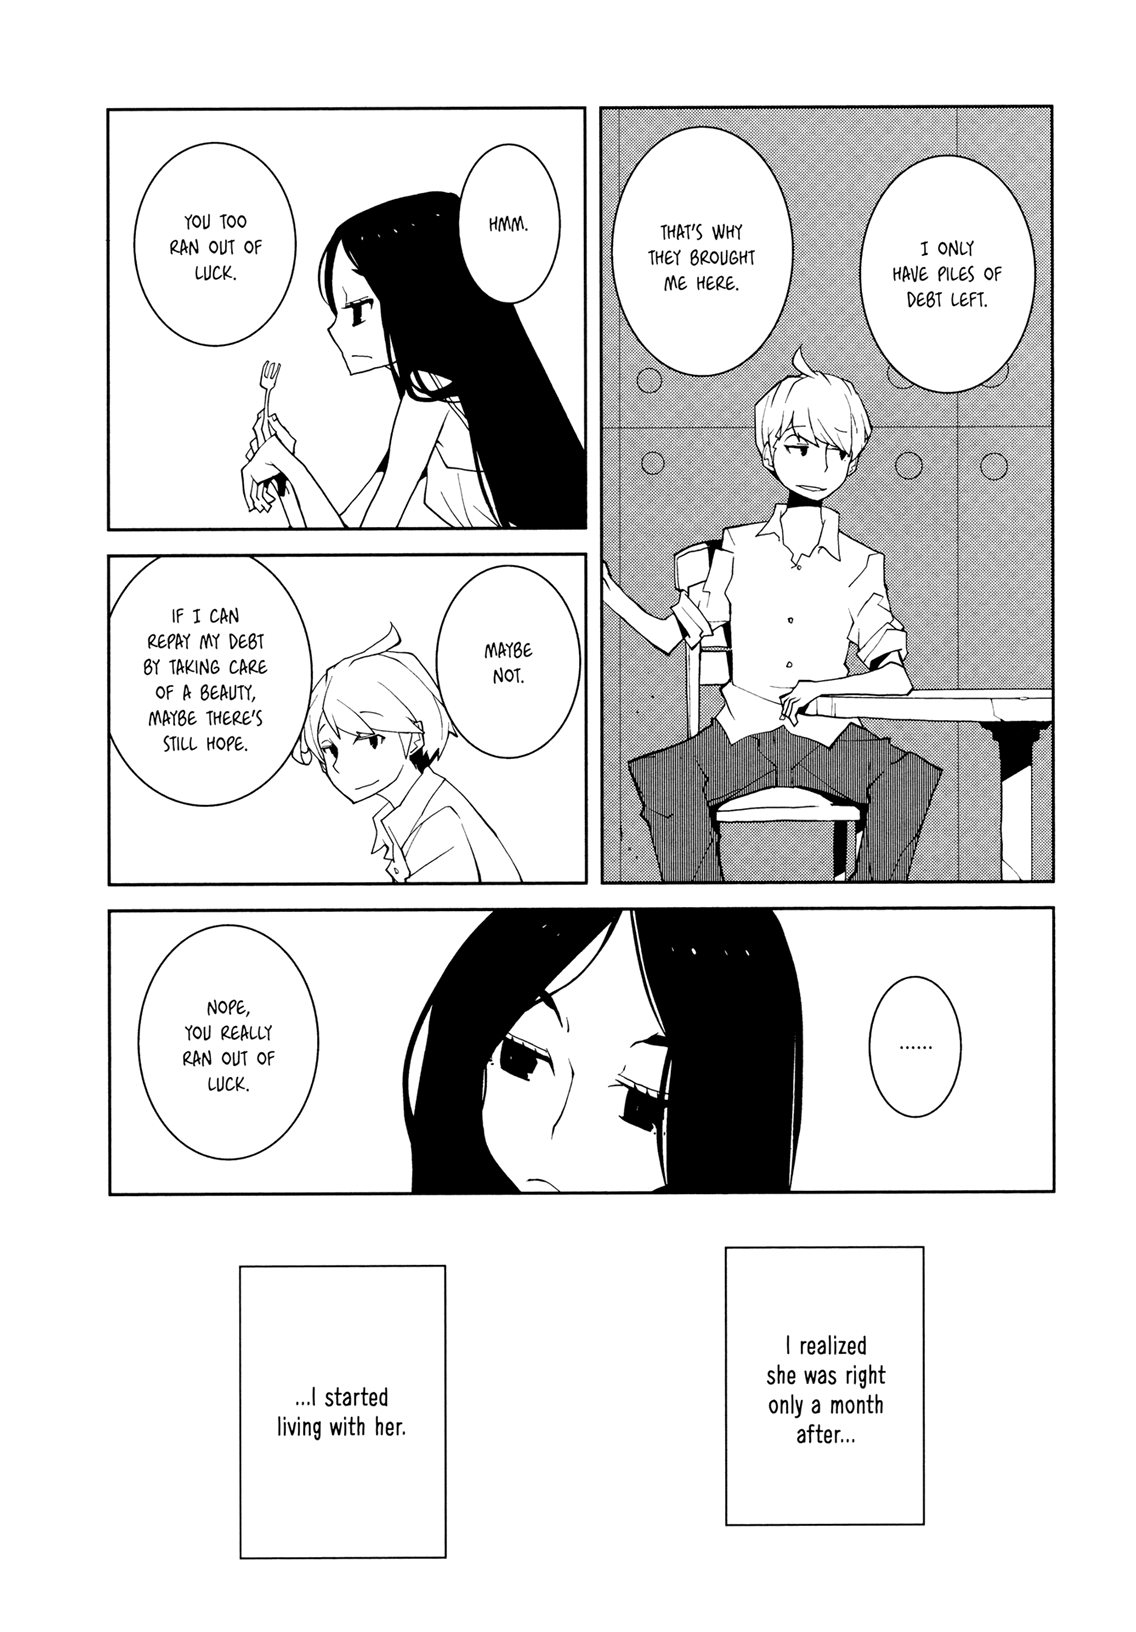 I ONLY
HAVE PILES OF
DEBT LEFT.
THAT'S WHY
THEY BROUGHT
ME HERE.
HMM.
YOU TOO
RAN OUT OF
LUCK.
MAYBE
NOT.
IF I CAN
REPAY MY DEBT
BY TAKING CARE
OF A BEAUTY,
MAYBE THERE'S
STILL HOPE.
......
NOPE,
YOU REALLY
RAN OUT OF
LUCK.
I realized
she was right
only a month
after...
...I started
living with her.